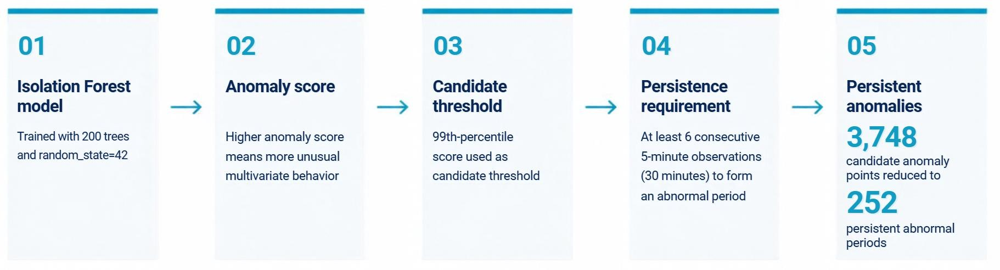 01
Isolation Forest
model
Trained with 200 trees
and random_state=42
02
Anomaly score
Higher anomaly score
means more unusual
multivariate behavior
03
Candidate
threshold
99th-percentile
score used as
candidate threshold
04
Persistence
requirement
At least 6 consecutive
5-minute observations
(30 minutes) to form
an abnormal period
05
Persistent
anomalies
3,748
candidate anomaly
points reduced to
252
persistent abnormal
periods